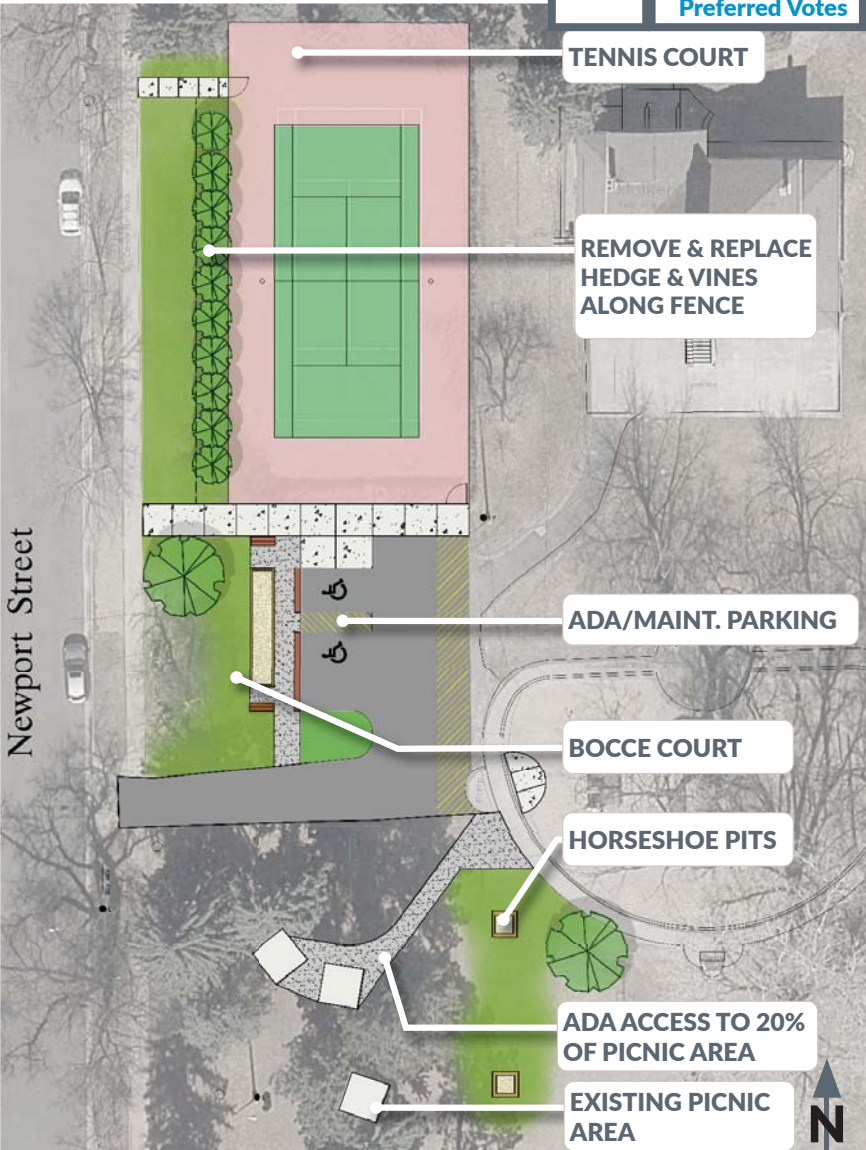 Preferred Votes
TENNIS COURT
REMOVE & REPLACE
HEDGE & VINES
ALONG FENCE
Newport Street
ADA/MAINT. PARKING
BOCCE COURT
HORSESHOE PITS
ADA ACCESS TO 20%
OF PICNIC AREA
EXISTING PICNIC
AREA
N